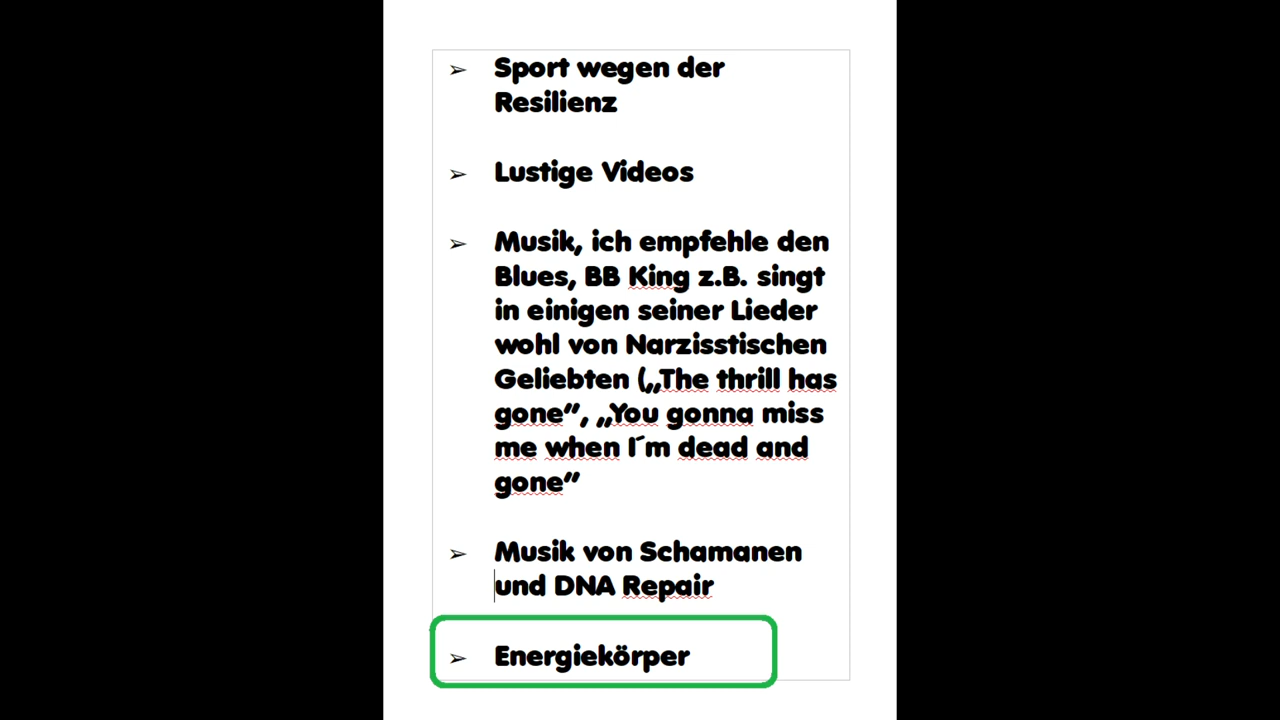 ➢ Sport wegen der
Resilienz
➢ Lustige Videos
➢ Musik, ich empfehle den
Blues, BB King z.B. singt
in einigen seiner Lieder
wohl von Narzisstischen
Geliebten („The thrill has
gone”, „You gonna miss
me when I´m dead and
gone”
➢ Musik von Schamanen
und DNA Repair
➢ Energiekörper